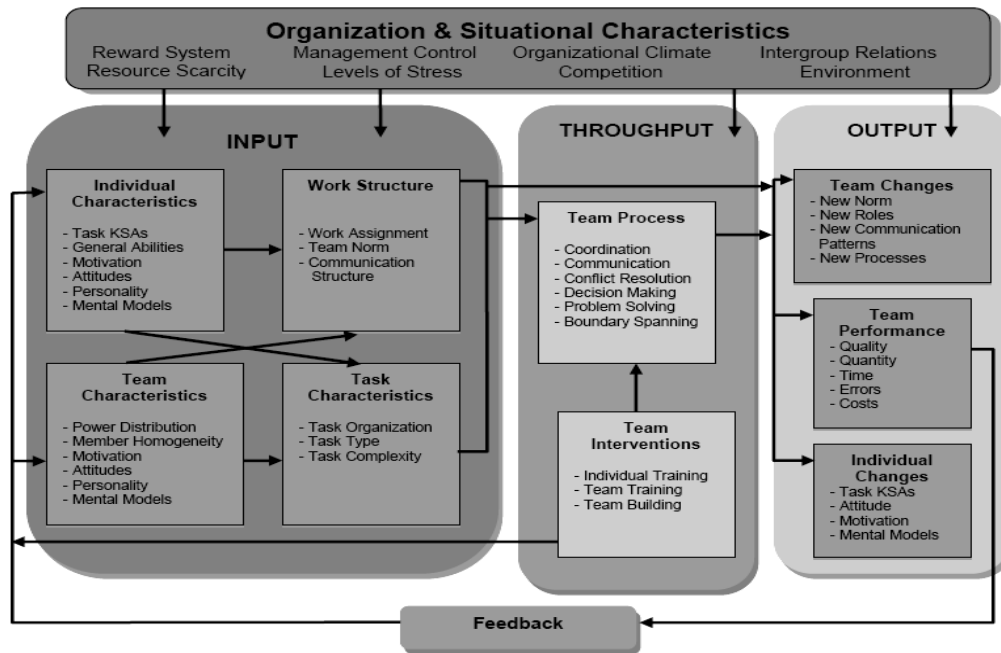 Organization & Situational Characteristics
Reward System
Resource Scarcity
Management Control
Levels of Stress
Organizational Climate
Competition
Intergroup Relations
Environment
INPUT
Individual
Characteristics
- Task KSAs
- General Abilities
- Motivation
- Attitudes
- Personality
- Mental Models
Work Structure
- Work Assignment
- Team Norm
- Communication
Structure
Team
Characteristics
- Power Distribution
- Member Homogeneity
- Motivation
- Attitudes
- Personality
- Mental Models
Task
Characteristics
- Task Organization
- Task Type
- Task Complexity
THROUGHPUT
Team Process
- Coordination
- Communication
- Conflict Resolution
- Decision Making
- Problem Solving
- Boundary Spanning
Team
Interventions
- Individual Training
- Team Training
- Team Building
OUTPUT
Team Changes
- New Norm
- New Roles
- New Communication
Patterns
- New Processes
Team
Performance
- Quality
- Quantity
- Time
- Errors
- Costs
Individual
Changes
- Task KSAs
- Attitude
- Motivation
- Mental Models
Feedback